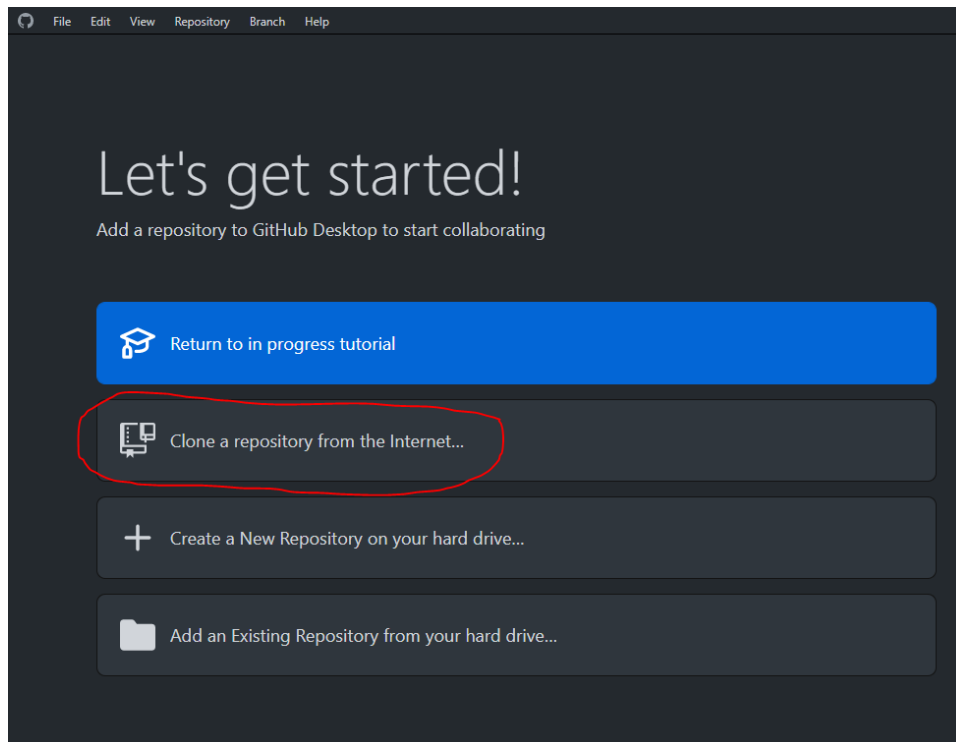 File Edit View Repository Branch Help
Let's get started!
Add a repository to GitHub Desktop to start collaborating
Return to in progress tutorial
Clone a repository from the Internet...
Create a New Repository on your hard drive...
Add an Existing Repository from your hard drive...